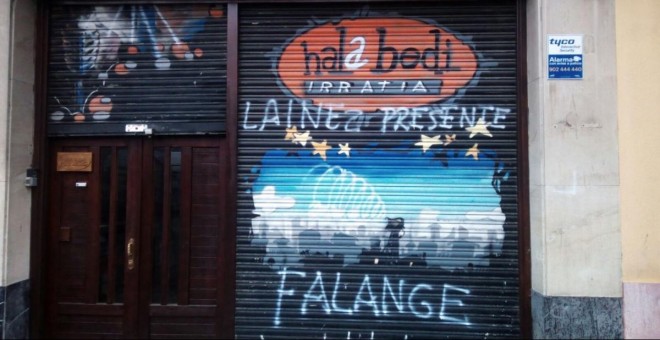 hala bedi
IRRATIA
LAINEZ PRESENTE
FALANGE
tyco
Alarma
902 444 440